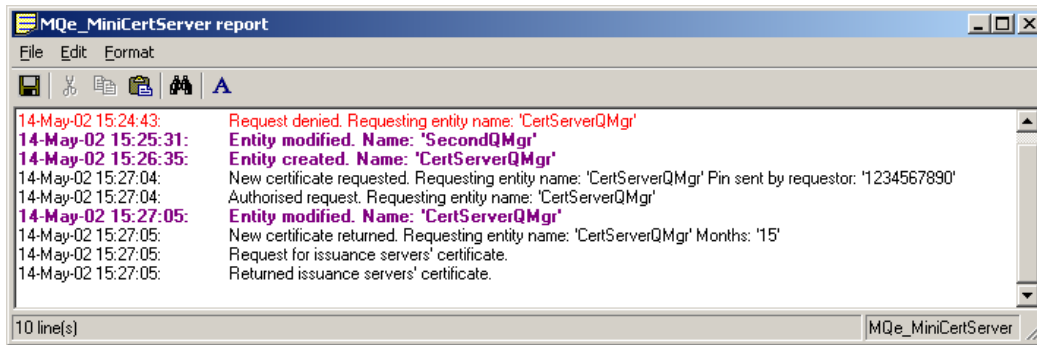 MQe_MiniCertServer report
File Edit Format
A
14-May-02 15:24:43: Request denied. Requesting entity name: 'CertServerQMgr'
14-May-02 15:25:31: Entity modified. Name: 'SecondQMgr'
14-May-02 15:26:35: Entity created. Name: 'CertServerQMgr'
14-May-02 15:27:04: New certificate requested. Requesting entity name: 'CertServerQMgr' Pin sent by requestor: '1234567890'
14-May-02 15:27:04: Authorised request. Requesting entity name: 'CertServerQMgr'
14-May-02 15:27:05: Entity modified. Name: 'CertServerQMgr'
14-May-02 15:27:05: New certificate returned. Requesting entity name: 'CertServerQMgr' Months: '15'
14-May-02 15:27:05: Request for issuance servers' certificate.
14-May-02 15:27:05: Returned issuance servers' certificate.
10 line(s) MQe_MiniCertServer